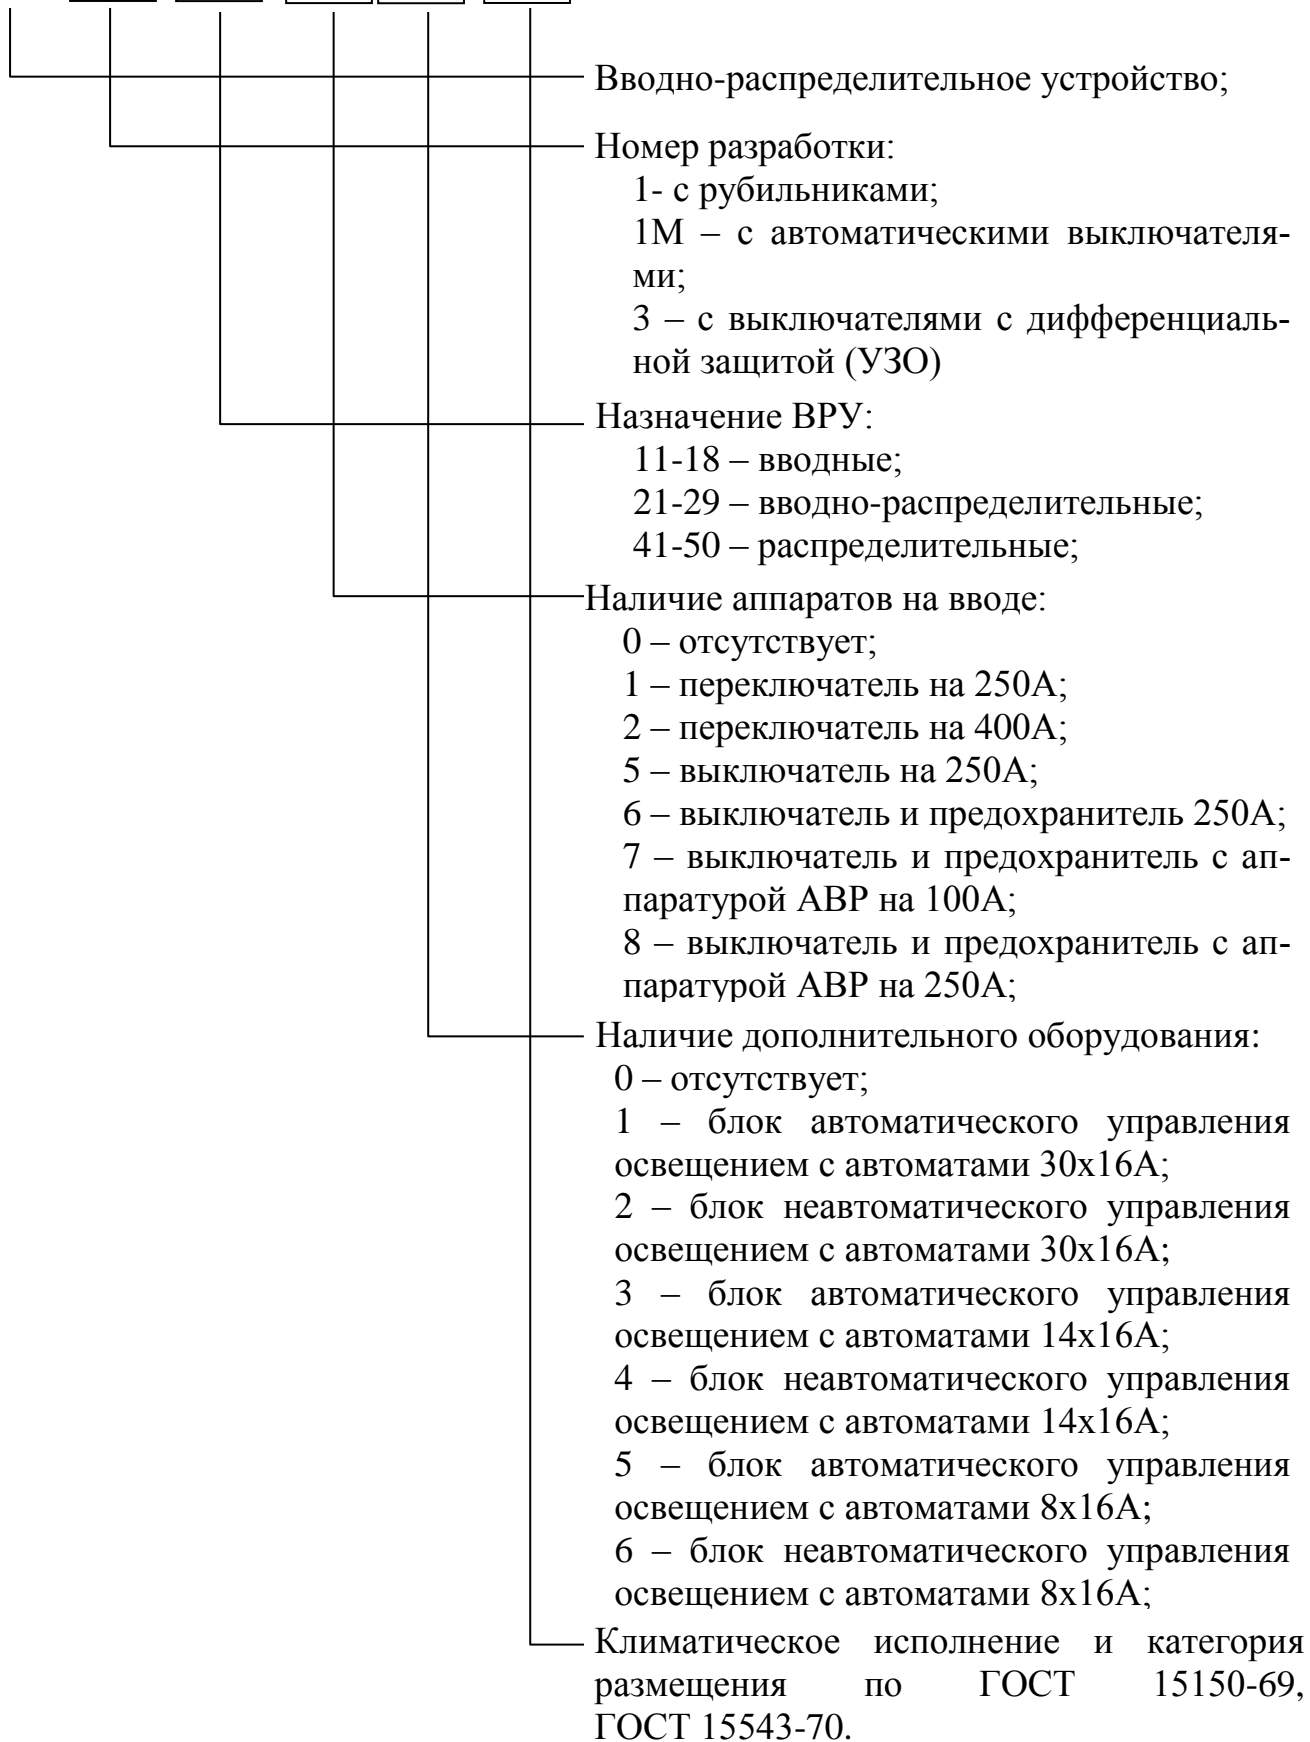 Вводно-распределительное устройство;
Номер разработки:
1- с рубильниками;
1М – с автоматическими выключателя-
ми;
3 – с выключателями с дифференциаль-
ной защитой (УЗО)
Назначение ВРУ:
11-18 – вводные;
21-29 – вводно-распределительные;
41-50 – распределительные;
Наличие аппаратов на вводе:
0 – отсутствует;
1 – переключатель на 250А;
2 – переключатель на 400А;
5 – выключатель на 250А;
6 – выключатель и предохранитель 250А;
7 – выключатель и предохранитель с ап-
паратурой АВР на 100А;
8 – выключатель и предохранитель с ап-
паратурой АВР на 250А;
Наличие дополнительного оборудования:
0 – отсутствует;
1 – блок автоматического управления
освещением с автоматами 30х16А;
2 – блок неавтоматического управления
освещением с автоматами 30х16А;
3 – блок автоматического управления
освещением с автоматами 14х16А;
4 – блок неавтоматического управления
освещением с автоматами 14х16А;
5 – блок автоматического управления
освещением с автоматами 8х16А;
6 – блок неавтоматического управления
освещением с автоматами 8х16А;
Климатическое исполнение и категория
размещения по ГОСТ 15150-69,
ГОСТ 15543-70.